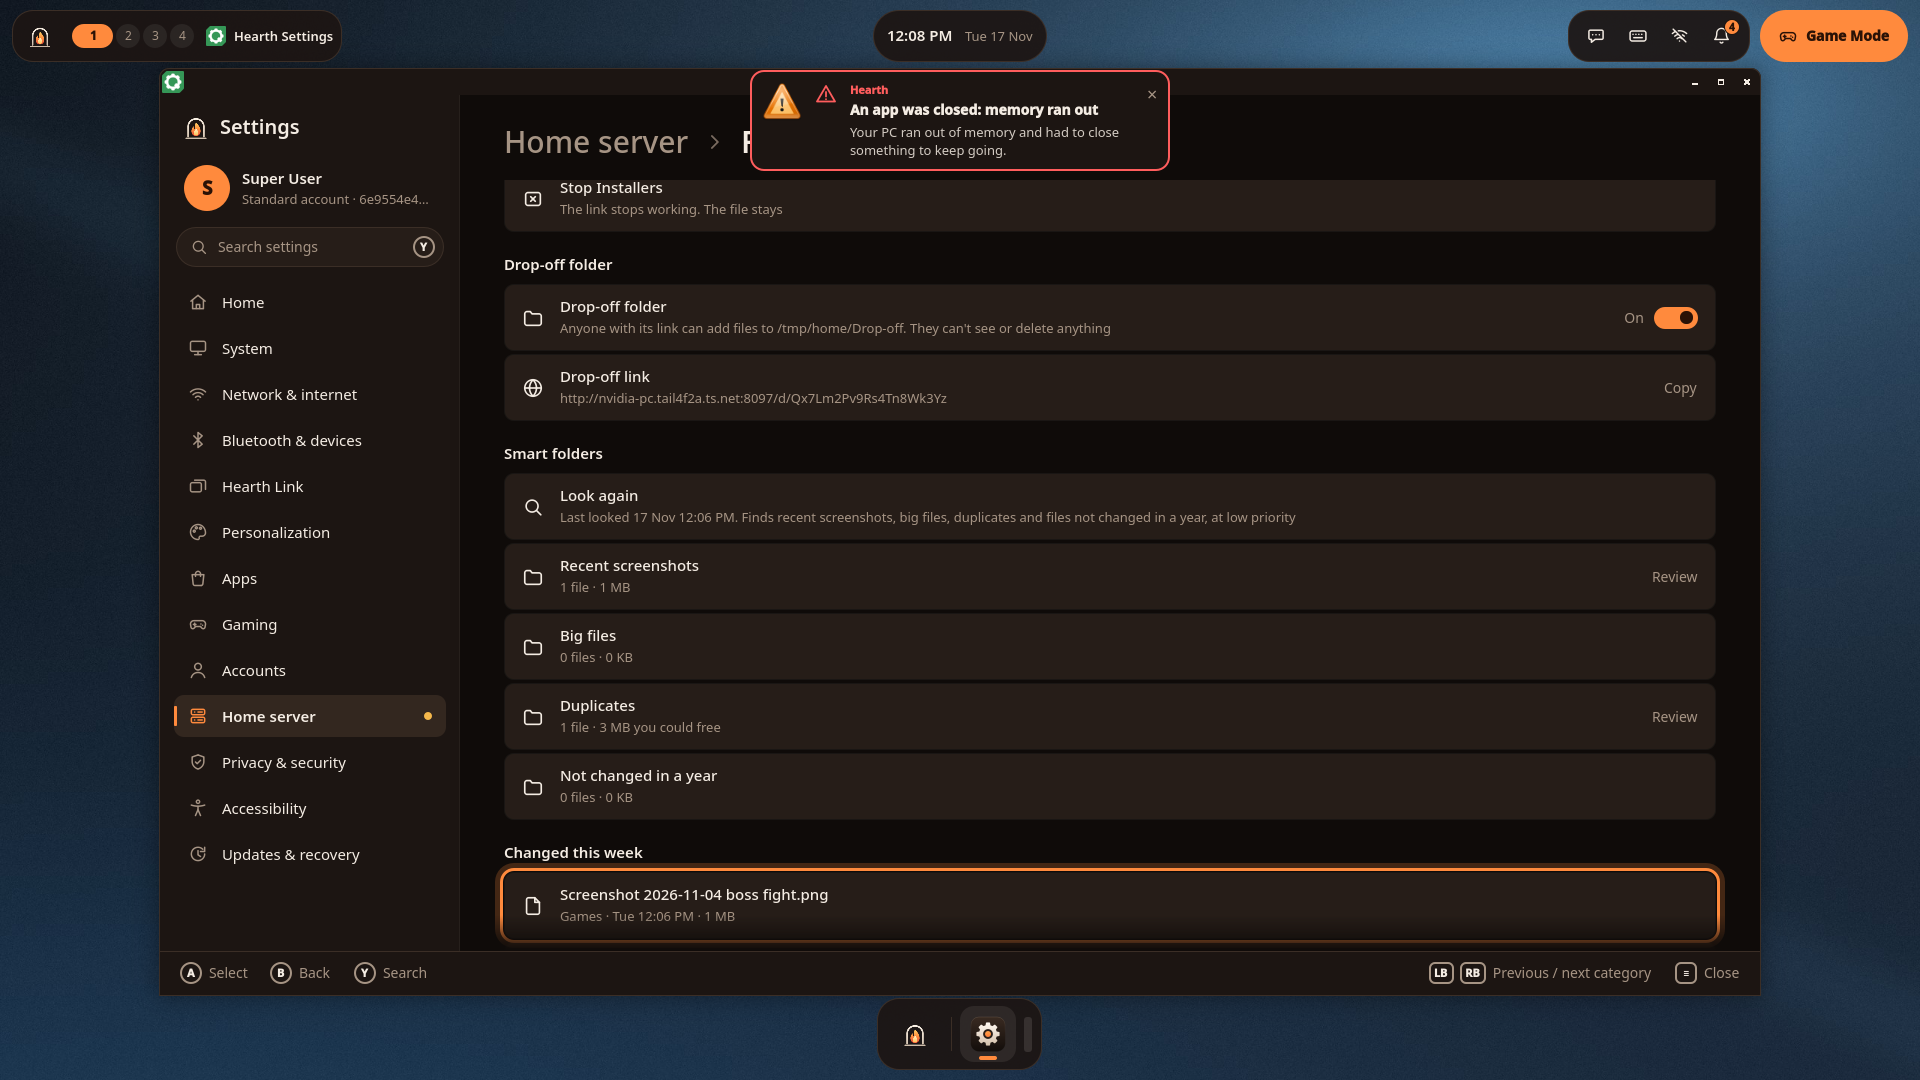 1 2 3 4 Hearth Settings
12:08 PM Tue 17 Nov
4
Game Mode
Hearth
An app was closed: memory ran out
Your PC ran out of memory and had to close
something to keep going.
Settings
Super User
Standard account · 6e9554e4...
S
Search settings Y
Home
System
Network & internet
Bluetooth & devices
Hearth Link
Personalization
Apps
Gaming
Accounts
Home server
Privacy & security
Accessibility
Updates & recovery
Home server
Stop Installers
The link stops working. The file stays
Drop-off folder
Drop-off folder
Anyone with its link can add files to /tmp/home/Drop-off. They can't see or delete anything
On
Drop-off link
http://nvidia-pc.tail4f2a.ts.net:8097/d/Qx7Lm2Pv9Rs4Tn8Wk3Yz
Copy
Smart folders
Look again
Last looked 17 Nov 12:06 PM. Finds recent screenshots, big files, duplicates and files not changed in a year, at low priority
Recent screenshots
1 file · 1 MB
Review
Big files
0 files · 0 KB
Duplicates
1 file · 3 MB you could free
Review
Not changed in a year
0 files · 0 KB
Changed this week
Screenshot 2026-11-04 boss fight.png
Games · Tue 12:06 PM · 1 MB
A Select B Back Y Search
LB RB Previous / next category Close